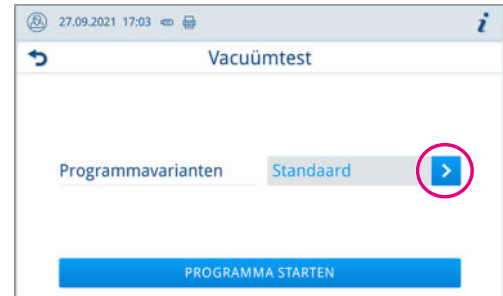 27.09.2021 17:03
i
Vacuümtest
Programmavarianten Standaard >
PROGRAMMA STARTEN